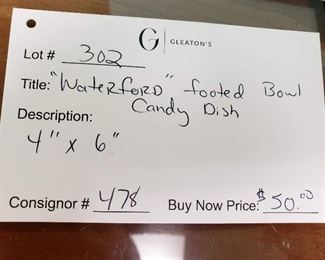 G | GLEATON'S
Lot # 302
Title: "Waterford" footed Bowl
Candy Dish
Description:
4" x 6"
Consignor # 478 Buy Now Price: $50.00